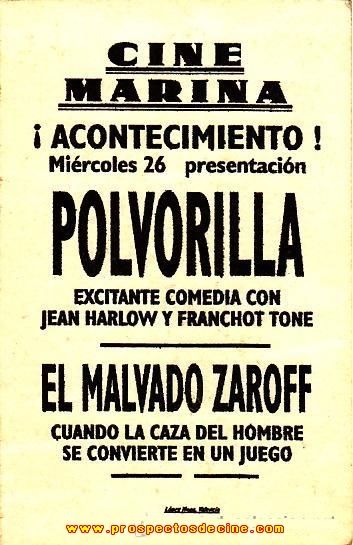 CINE
MARINA
¡ ACONTECIMIENTO !
Miércoles 26 presentación
POLVORILLA
EXCITANTE COMEDIA CON
JEAN HARLOW Y FRANCHOT TONE
EL MALVADO ZAROFF
CUANDO LA CAZA DEL HOMBRE
SE CONVIERTE EN UN JUEGO
Valencia
www.prospectosdecine.com